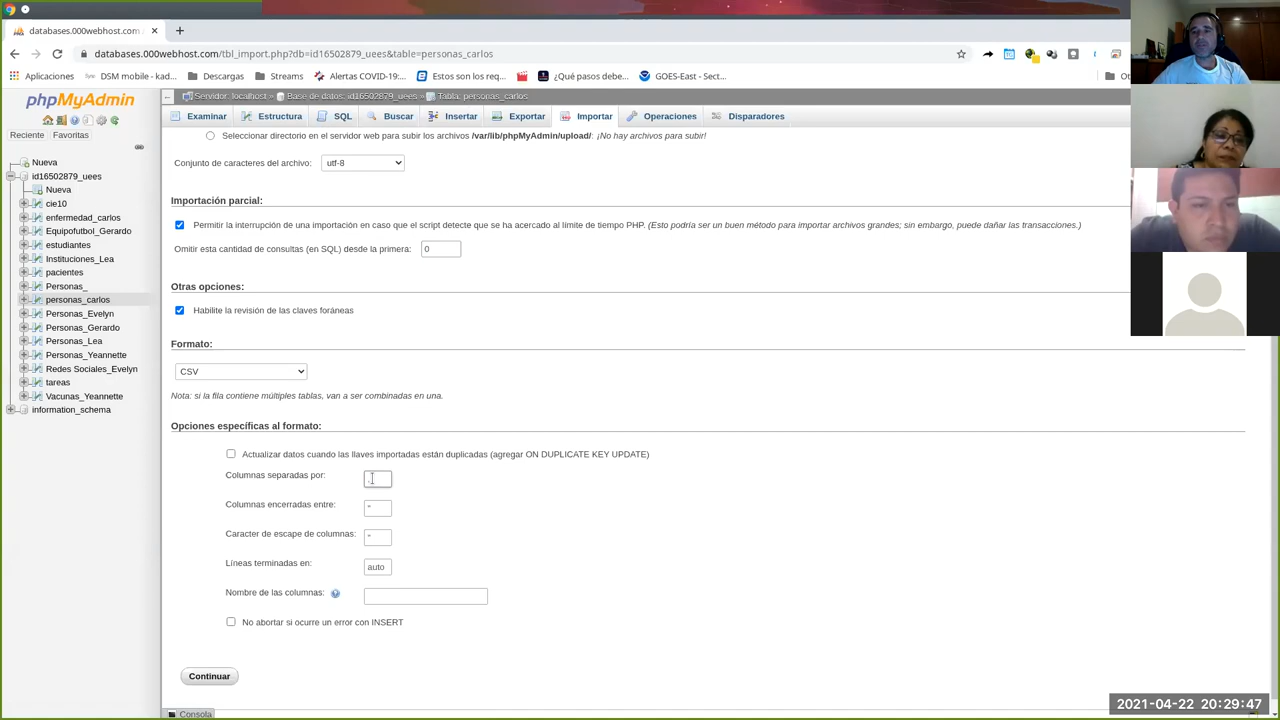 databases.000webhost.com
databases.000webhost.com/tbl_import.php?db=id16502879_uees&table=personas_carlos
Aplicaciones
DSM mobile - kad...
Descargas
Streams
Alertas COVID-19:...
Estos son los req...
¿Qué pasos debe...
GOES-East - Sect...
phpMyAdmin
Reciente
Favoritas
Nueva
id16502879_uees
Nueva
cie10
enfermedad_carlos
Equipofutbol_Gerardo
estudiantes
Instituciones_Lea
pacientes
Personas_
personas_carlos
Personas_Evelyn
Personas_Gerardo
Personas_Lea
Personas_Yeannette
Redes Sociales_Evelyn
tareas
Vacunas_Yeannette
information_schema
Servidor: localhost » Base de datos: id16502879_uees » Tabla: personas_carlos
Examinar
Estructura
SQL
Buscar
Insertar
Exportar
Importar
Operaciones
Disparadores
Seleccionar directorio en el servidor web para subir los archivos /var/lib/phpMyAdmin/upload/: ¡No hay archivos para subir!
Conjunto de caracteres del archivo: utf-8
Importación parcial:
Permitir la interrupción de una importación en caso que el script detecte que se ha acercado al límite de tiempo PHP. (Esto podría ser un buen método para importar archivos grandes; sin embargo, puede dañar las transacciones.)
Omitir esta cantidad de consultas (en SQL) desde la primera: 0
Otras opciones:
Habilite la revisión de las claves foráneas
Formato:
CSV
Nota: si la fila contiene múltiples tablas, van a ser combinadas en una.
Opciones específicas al formato:
Actualizar datos cuando las llaves importadas están duplicadas (agregar ON DUPLICATE KEY UPDATE)
Columnas separadas por:
Columnas encerradas entre: "
Caracter de escape de columnas: "
Líneas terminadas en: auto
Nombre de las columnas:
No abortar si ocurre un error con INSERT
Continuar
Consola
2021-04-22 20:29:47